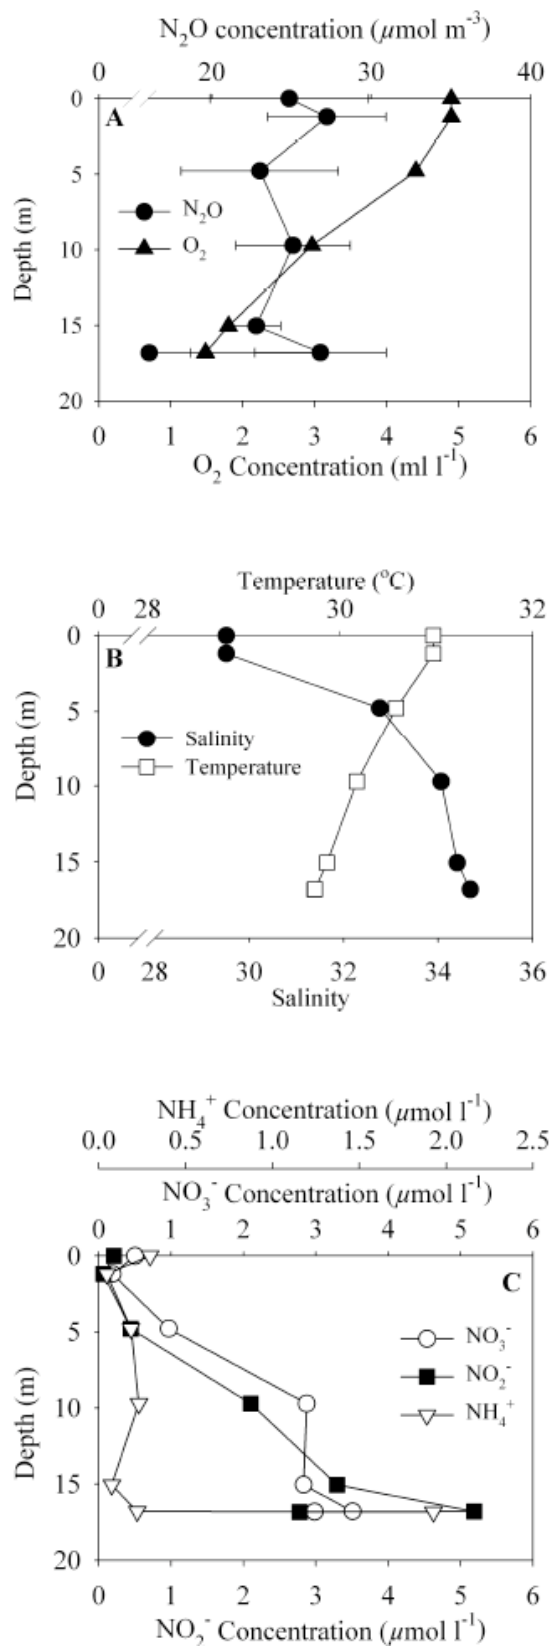 N₂O concentration (µmol m⁻³)
0 20 30 40
A
0
5
10
15
20
Depth (m)
N₂O
O₂
0 1 2 3 4 5 6
O₂ Concentration (ml l⁻¹)
Temperature (°C)
0 28 30 32
B
0
5
10
15
20
Depth (m)
Salinity
Temperature
0 28 30 32 34 36
Salinity
NH₄⁺ Concentration (µmol l⁻¹)
0.0 0.5 1.0 1.5 2.0 2.5
NO₃⁻ Concentration (µmol l⁻¹)
0 1 2 3 4 5 6
C
0
5
10
15
20
Depth (m)
NO₃⁻
NO₂⁻
NH₄⁺
0 1 2 3 4 5 6
NO₂⁻ Concentration (µmol l⁻¹)